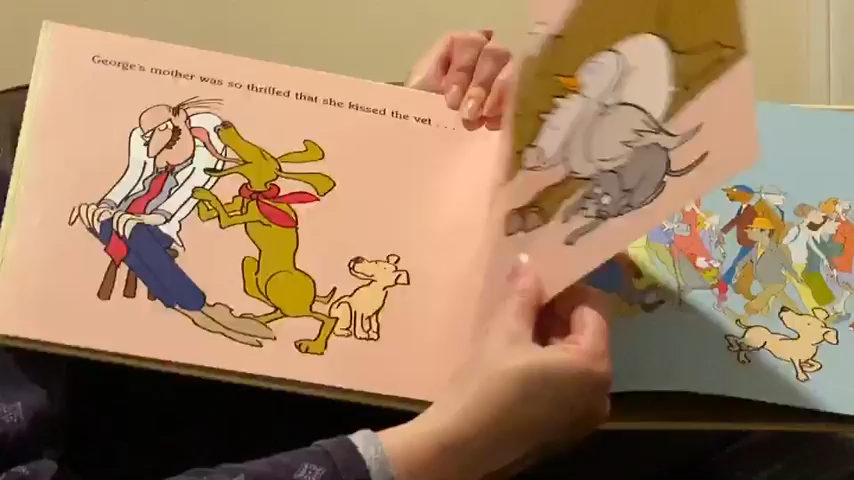 George's mother was so thrilled that she kissed the vet . . .